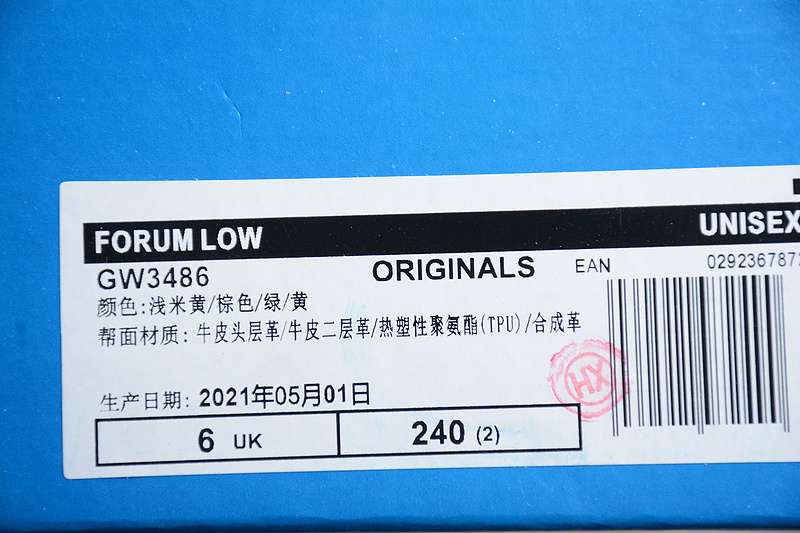 FORUM LOW UNISEX
GW3486 ORIGINALS EAN 029236787
颜色:浅米黄/棕色/绿/黄
帮面材质: 牛皮头层革/牛皮二层革/热塑性聚氨酯(TPU)/合成革
HX
生产日期: 2021年05月01日
6 UK 240 (2)